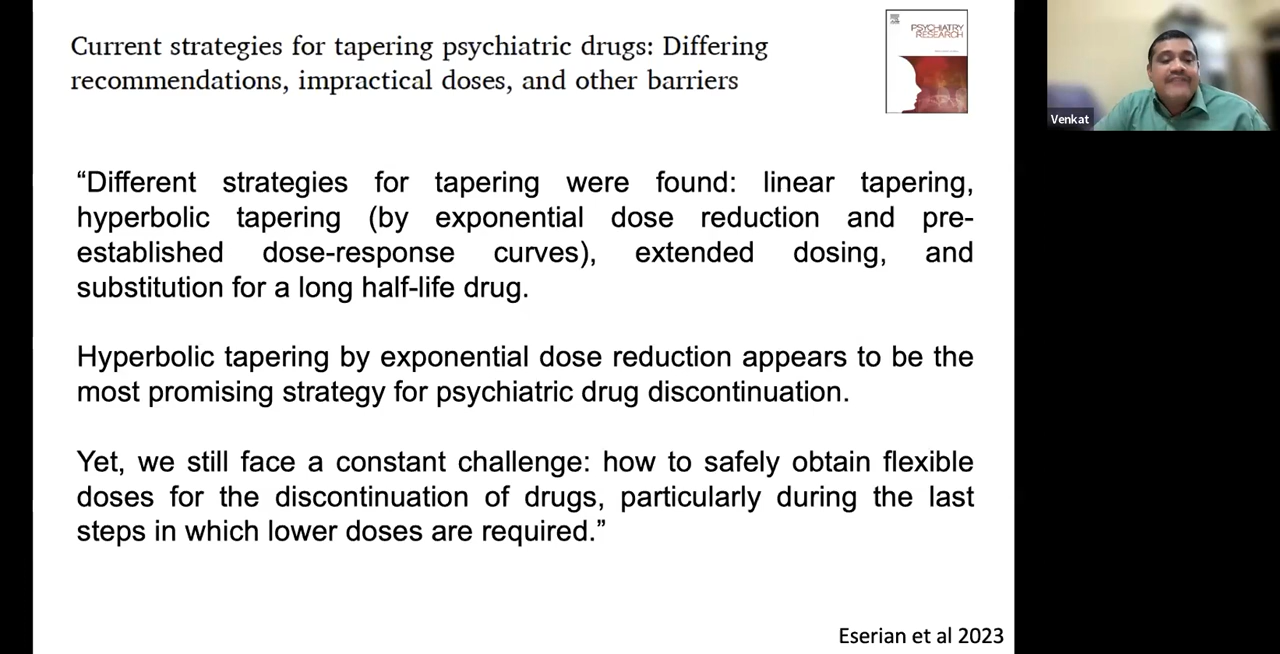 Current strategies for tapering psychiatric drugs: Differing
recommendations, impractical doses, and other barriers
PSYCHIATRY
RESEARCH
Venkat
“Different strategies for tapering were found: linear tapering,
hyperbolic tapering (by exponential dose reduction and pre-
established dose-response curves), extended dosing, and
substitution for a long half-life drug.
Hyperbolic tapering by exponential dose reduction appears to be the
most promising strategy for psychiatric drug discontinuation.
Yet, we still face a constant challenge: how to safely obtain flexible
doses for the discontinuation of drugs, particularly during the last
steps in which lower doses are required.”
Eserian et al 2023